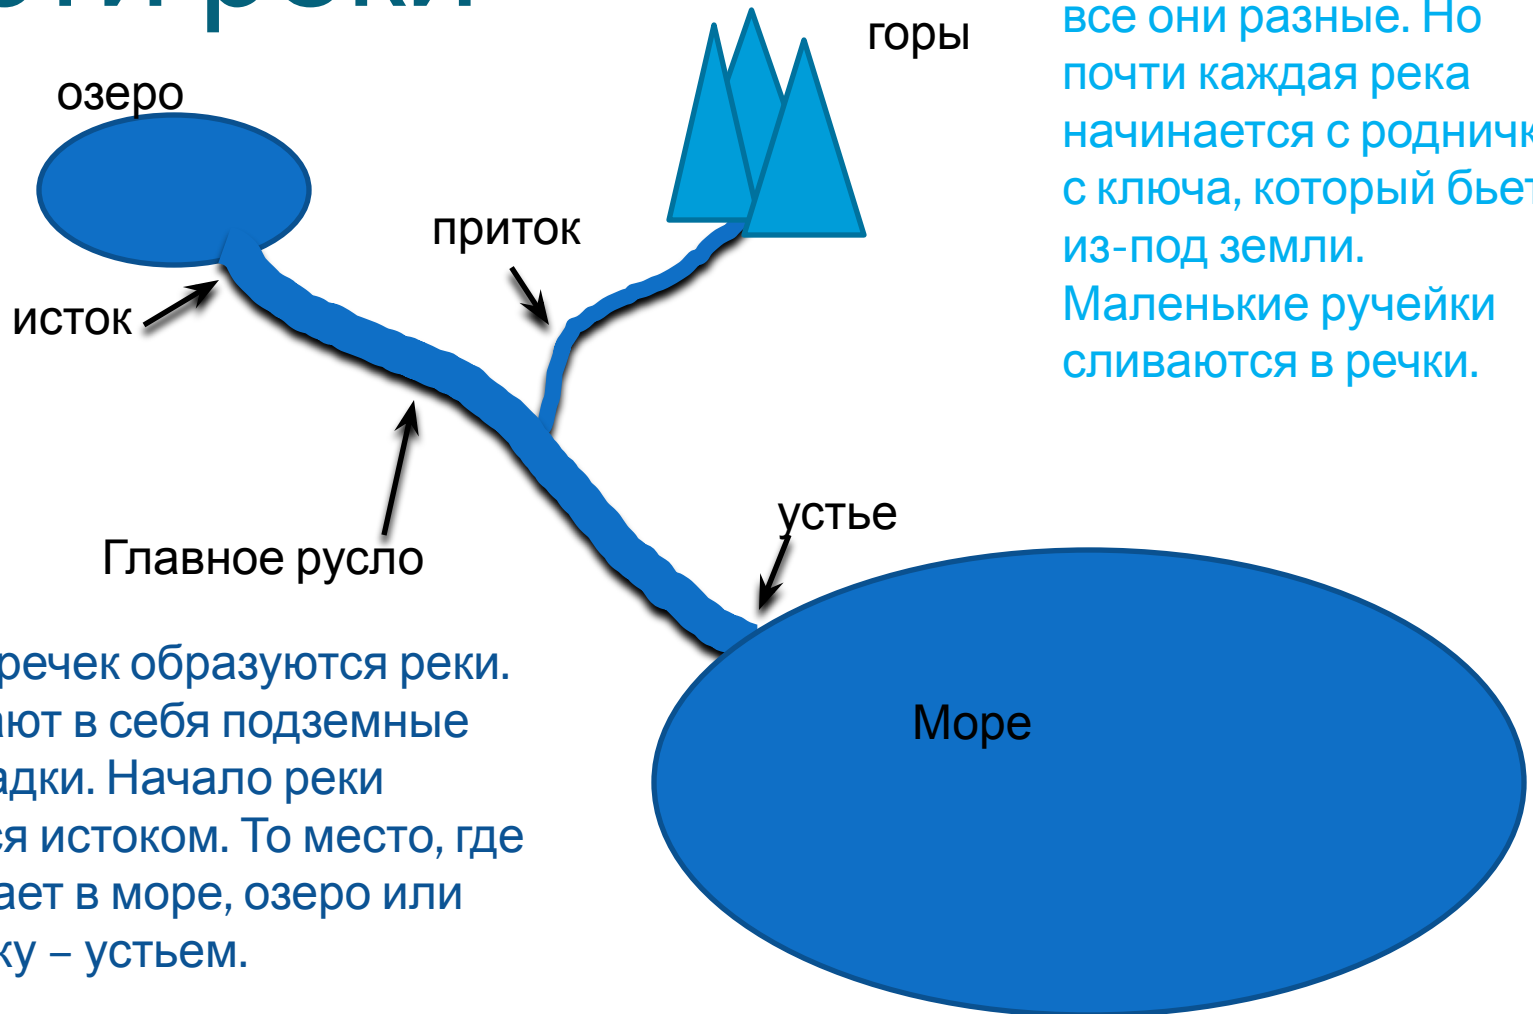 реки
горы
все они разные. Но
почти каждая река
начинается с родничк
с ключа, который бьет
из-под земли.
Маленькие ручейки
сливаются в речки.
озеро
приток
исток
устье
Главное русло
речек образуются реки.
ают в себя подземные
адки. Начало реки
ся истоком. То место, где
ает в море, озеро или
ку – устьем.
Море